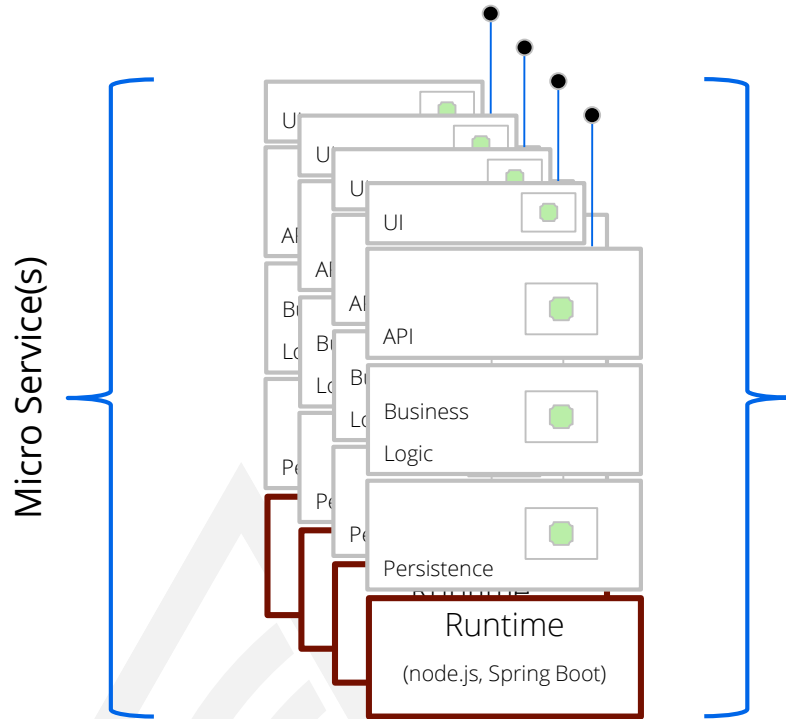 Micro Service(s)
UI
API
Business
Logic
Persistence
Runtime
(node.js, Spring Boot)